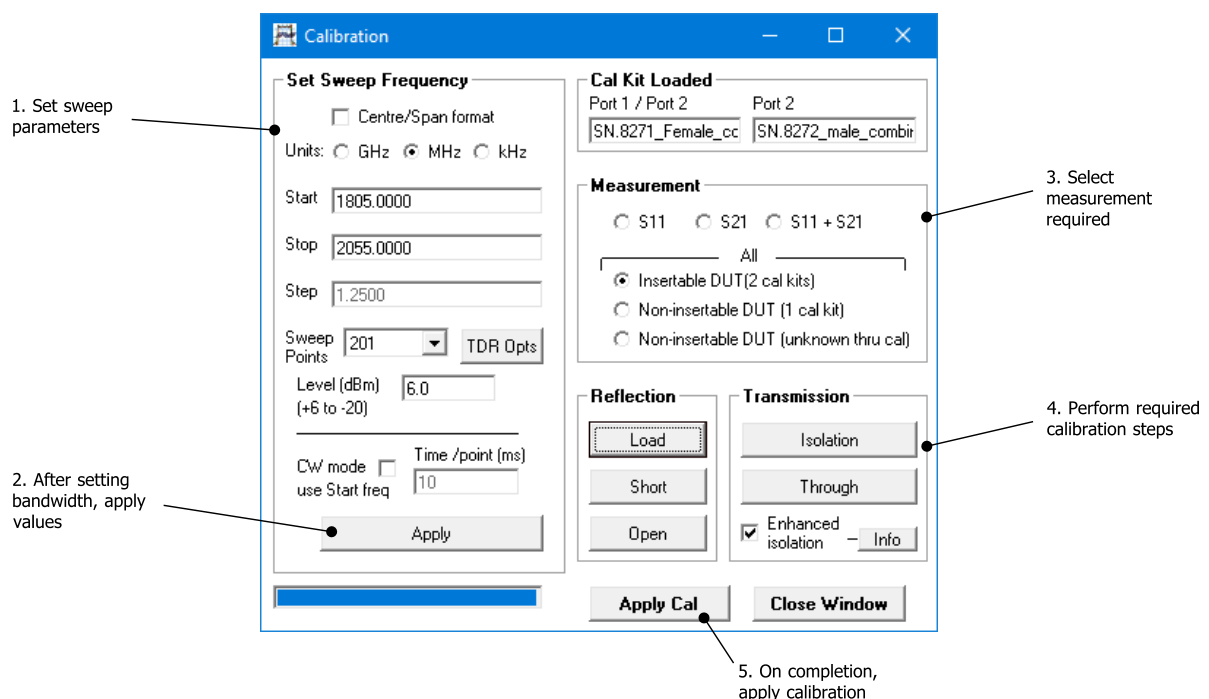 Calibration
1. Set sweep
parameters
2. After setting
bandwidth, apply
values
Set Sweep Frequency
Centre/Span format
Units: GHz MHz kHz
Start 1805.0000
Stop 2055.0000
Step 1.2500
Sweep
Points
201
TDR Opts
Level (dBm)
(+6 to -20)
6.0
CW mode
use Start freq
Time /point (ms)
10
Apply
Cal Kit Loaded
Port 1 / Port 2
Port 2
SN.8271_Female_cc
SN.8272_male_combir
Measurement
S11 S21 S11 + S21
All
Insertable DUT(2 cal kits)
Non-insertable DUT (1 cal kit)
Non-insertable DUT (unknown thru cal)
Reflection
Load
Short
Open
Transmission
Isolation
Through
Enhanced
isolation
Info
Apply Cal
Close Window
3. Select
measurement
required
4. Perform required
calibration steps
5. On completion,
apply calibration